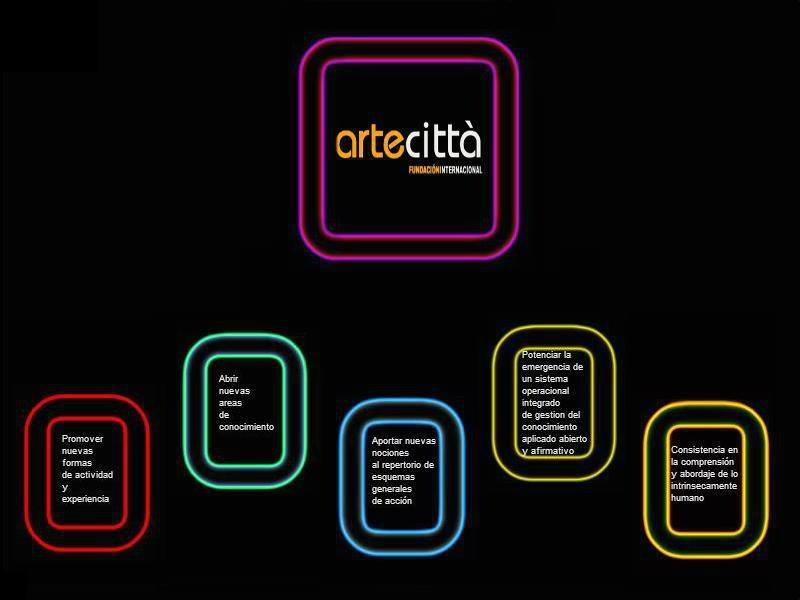 artecittà
FUNDACIÓNINTERNACIONAL
Promover
nuevas
formas
de actividad
y
experiencia
Abrir
nuevas
areas
de
conocimiento
Aportar nuevas
nociones
al repertorio de
esquemas
generales
de acción
Potenciar la
emergencia de
un sistema
operacional
integrado
de gestion del
conocimiento
aplicado abierto
y afirmativo
Consistencia en
la comprensión
y abordaje de lo
intrinsecamente
humano